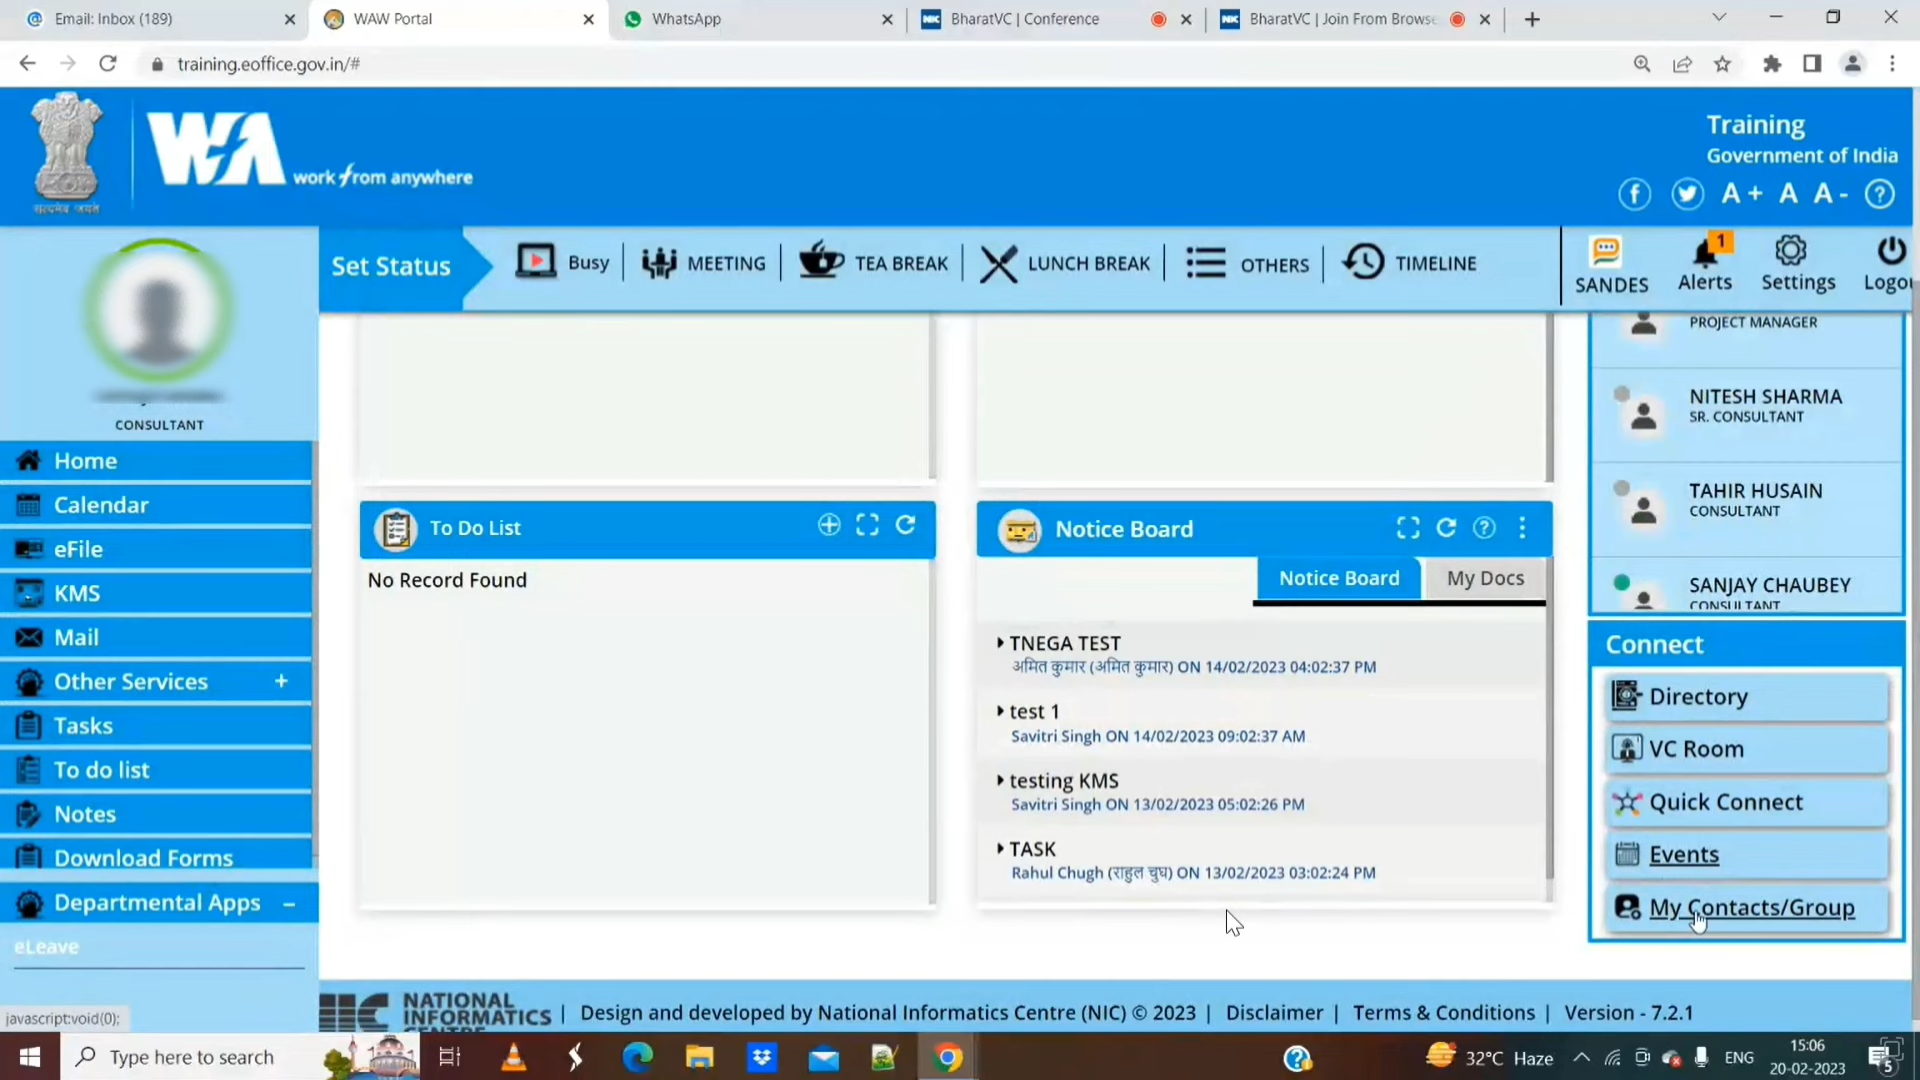 Email: Inbox (189)
WAW Portal
WhatsApp
BharatVC | Conference
BharatVC | Join From Browse
training.eoffice.gov.in/#
सत्यमेव जयते
WA work from anywhere
Training
Government of India
A+ A A-
Set Status
Busy
MEETING
TEA BREAK
LUNCH BREAK
OTHERS
TIMELINE
SANDES
1
Alerts
Settings
Logou
CONSULTANT
Home
Calendar
eFile
KMS
Mail
Other Services +
Tasks
To do list
Notes
Download Forms
Departmental Apps –
eLeave
To Do List
No Record Found
Notice Board
Notice Board
My Docs
TNEGA TEST
अमित कुमार (अमित कुमार) ON 14/02/2023 04:02:37 PM
test 1
Savitri Singh ON 14/02/2023 09:02:37 AM
testing KMS
Savitri Singh ON 13/02/2023 05:02:26 PM
TASK
Rahul Chugh (राहुल चुघ) ON 13/02/2023 03:02:24 PM
PROJECT MANAGER
NITESH SHARMA
SR. CONSULTANT
TAHIR HUSAIN
CONSULTANT
SANJAY CHAUBEY
CONSULTANT
Connect
Directory
VC Room
Quick Connect
Events
My Contacts/Group
NATIONAL
INFORMATICS
CENTRE
| Design and developed by National Informatics Centre (NIC) © 2023 | Disclaimer | Terms & Conditions | Version - 7.2.1
javascript:void(0);
Type here to search
32°C Haze
ENG
15:06
20-02-2023
5